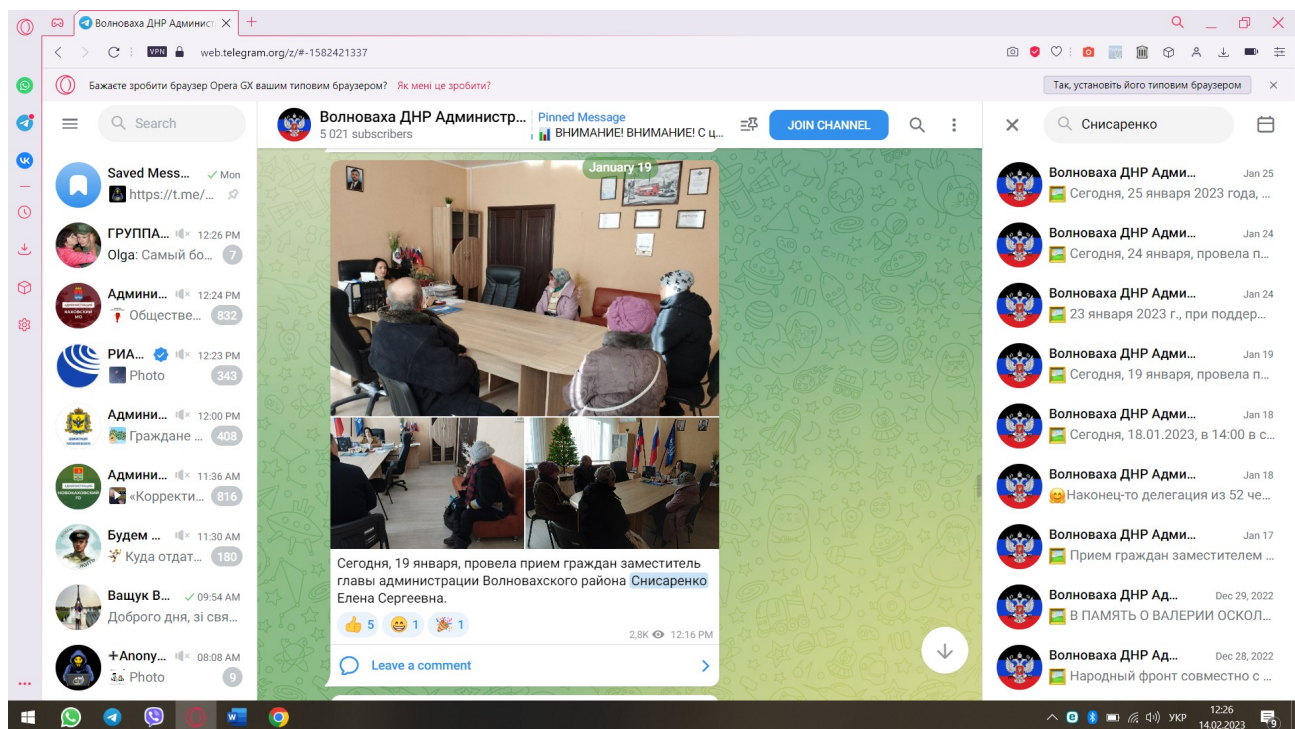 Волноваха ДНР Админист
VPN
web.telegram.org/z/#-1582421337
Бажаєте зробити браузер Opera GX вашим типовим браузером? Як мені це зробити?
Так, установіть його типовим браузером
Search
Saved Mess... Mon
https://t.me/...
ГРУППА... 12:26 PM
Olga: Самый бо... 7
Админи... 12:24 PM
Обществе... 832
РИА... 12:23 PM
Photo 343
Админи... 12:00 PM
Граждане ... 408
Админи... 11:36 AM
«Корректи... 816
Будем ... 11:30 AM
Куда отдат... 180
Ващук В... 09:54 AM
Доброго дня, зі свя...
+Anony... 08:08 AM
Photo 9
Волноваха ДНР Администр...
5 021 subscribers
Pinned Message
ВНИМАНИЕ! ВНИМАНИЕ! С ц...
JOIN CHANNEL
January 19
Сегодня, 19 января, провела прием граждан заместитель
главы администрации Волновахского района Снисаренко
Елена Сергеевна.
5 1 1
2,8K 12:16 PM
Leave a comment
Снисаренко
Волноваха ДНР Адми... Jan 25
Сегодня, 25 января 2023 года, ...
Волноваха ДНР Адми... Jan 24
Сегодня, 24 января, провела п...
Волноваха ДНР Адми... Jan 24
23 января 2023 г., при поддер...
Волноваха ДНР Адми... Jan 19
Сегодня, 19 января, провела п...
Волноваха ДНР Адми... Jan 18
Сегодня, 18.01.2023, в 14:00 в с...
Волноваха ДНР Адми... Jan 18
Наконец-то делегация из 52 че...
Волноваха ДНР Адми... Jan 17
Прием граждан заместителем ...
Волноваха ДНР Ад... Dec 29, 2022
В ПАМЯТЬ О ВАЛЕРИИ ОСКОЛ...
Волноваха ДНР Ад... Dec 28, 2022
Народный фронт совместно с ...
УКР
12:26
14.02.2023
9